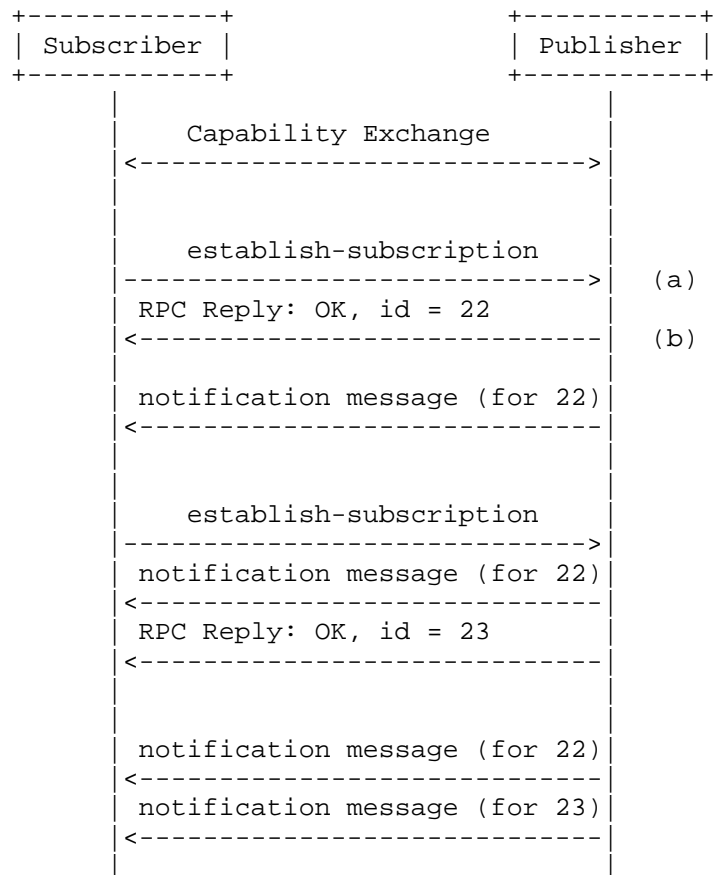 Subscriber Publisher
Capability Exchange
establish-subscription
(a)
RPC Reply: OK, id = 22
(b)
notification message (for 22)
establish-subscription
notification message (for 22)
RPC Reply: OK, id = 23
notification message (for 22)
notification message (for 23)